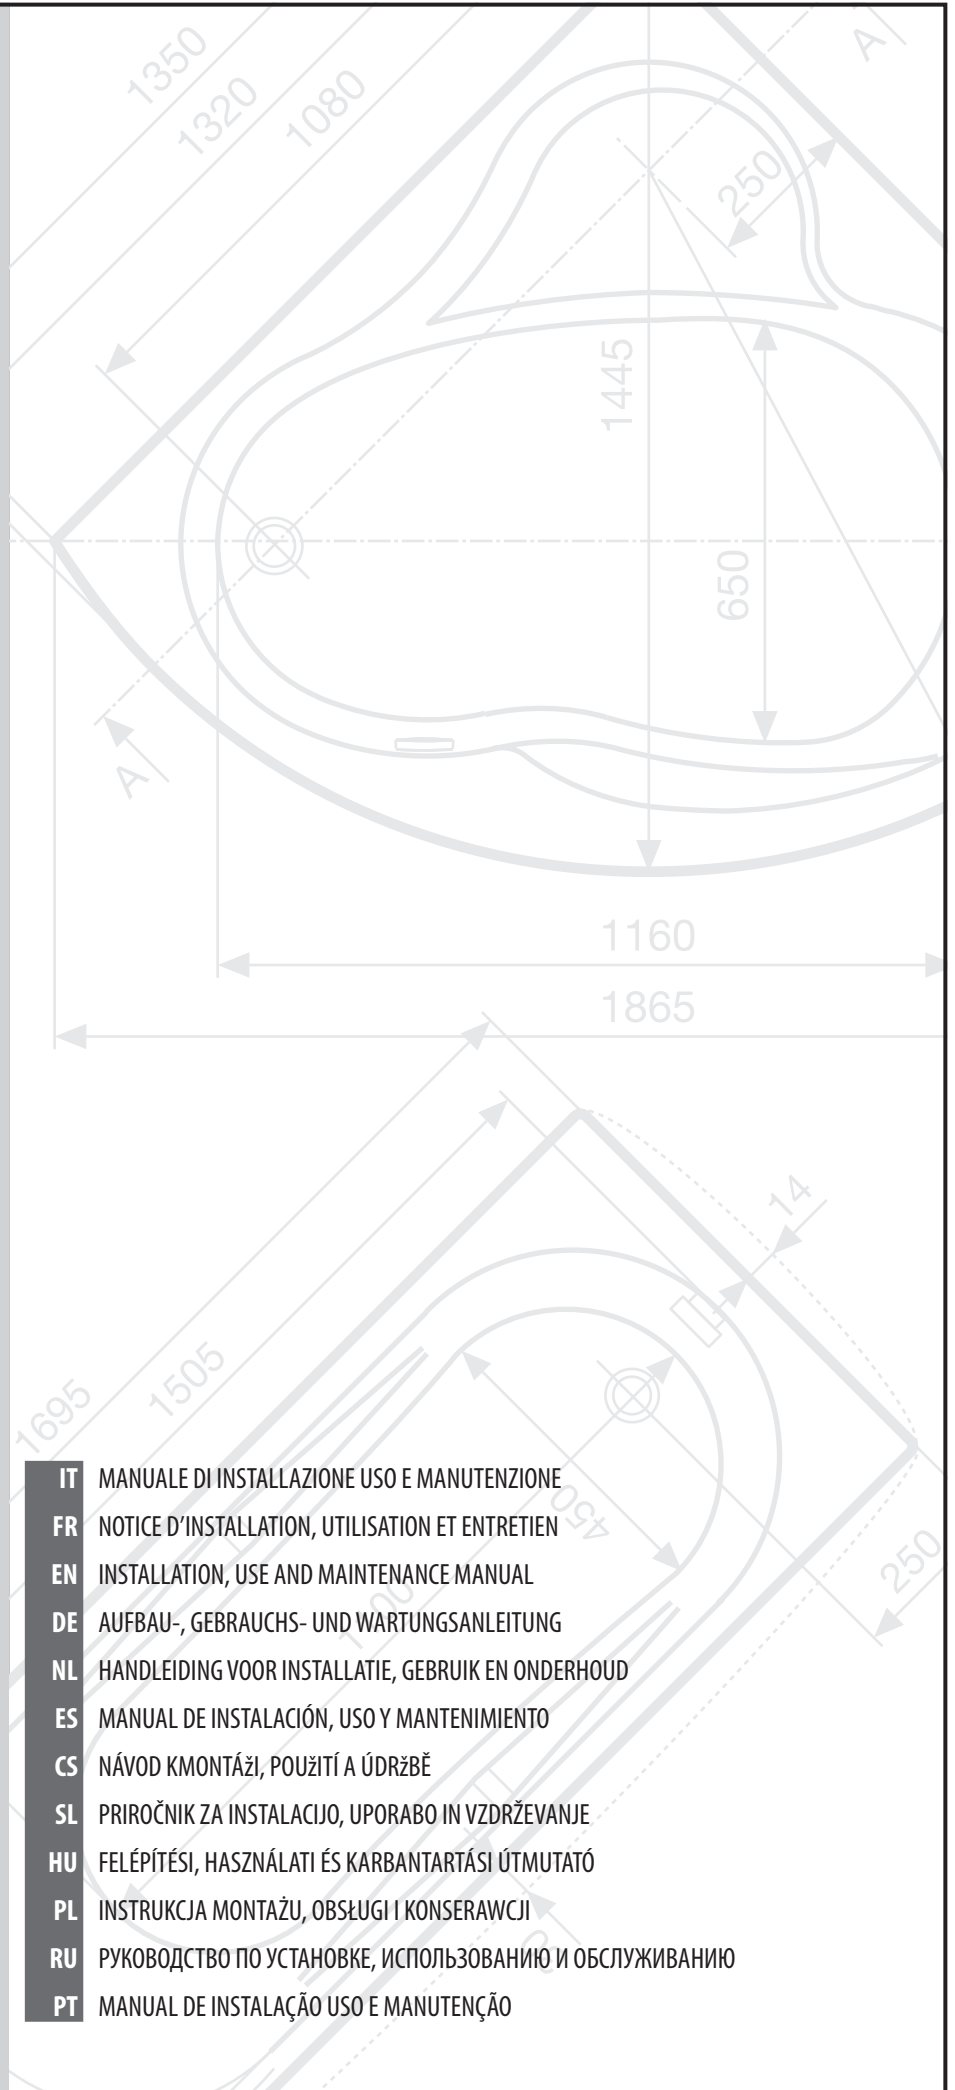 1350
1320
1080
A
250
1445
650
A
1160
1865
14
1695
1505
450
250
IT MANUALE DI INSTALLAZIONE USO E MANUTENZIONE
FR NOTICE D'INSTALLATION, UTILISATION ET ENTRETIEN
EN INSTALLATION, USE AND MAINTENANCE MANUAL
DE AUFBAU-, GEBRAUCHS- UND WARTUNGSANLEITUNG
NL HANDLEIDING VOOR INSTALLATIE, GEBRUIK EN ONDERHOUD
ES MANUAL DE INSTALACIÓN, USO Y MANTENIMIENTO
CS NÁVOD KMONTÁžI, POUžITÍ A ÚDRžBĚ
SL PRIROČNIK ZA INSTALACIJO, UPORABO IN VZDRŽEVANJE
HU FELÉPÍTÉSI, HASZNÁLATI ÉS KARBANTARTÁSI ÚTMUTATÓ
PL INSTRUKCJA MONTAŻU, OBSŁUGI I KONSERAWCJI
RU РУКОВОДСТВО ПО УСТАНОВКЕ, ИСПОЛЬЗОВАНИЮ И ОБСЛУЖИВАНИЮ
PT MANUAL DE INSTALAÇÃO USO E MANUTENÇÃO